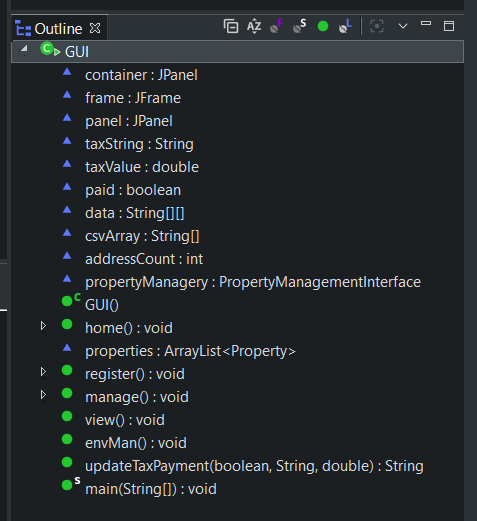 Outline
GUI
container : JPanel
frame : JFrame
panel : JPanel
taxString : String
taxValue : double
paid : boolean
data : String[][]
csvArray : String[]
addressCount : int
propertyManagery : PropertyManagementInterface
GUI()
home() : void
properties : ArrayList<Property>
register() : void
manage() : void
view() : void
envMan() : void
updateTaxPayment(boolean, String, double) : String
main(String[]) : void